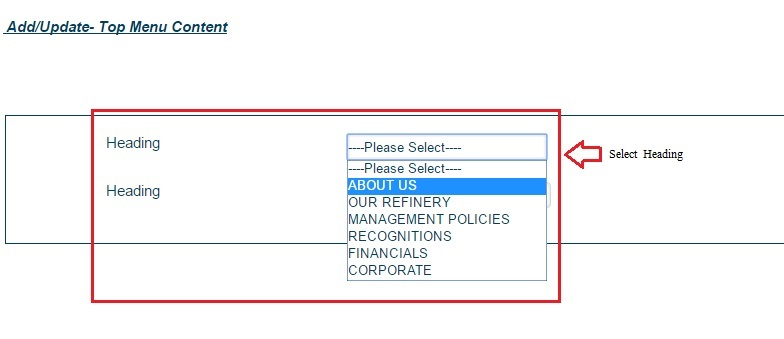 Add/Update- Top Menu Content
Heading
----Please Select----
Select Heading
----Please Select----
ABOUT US
Heading
OUR REFINERY
MANAGEMENT POLICIES
RECOGNITIONS
FINANCIALS
CORPORATE